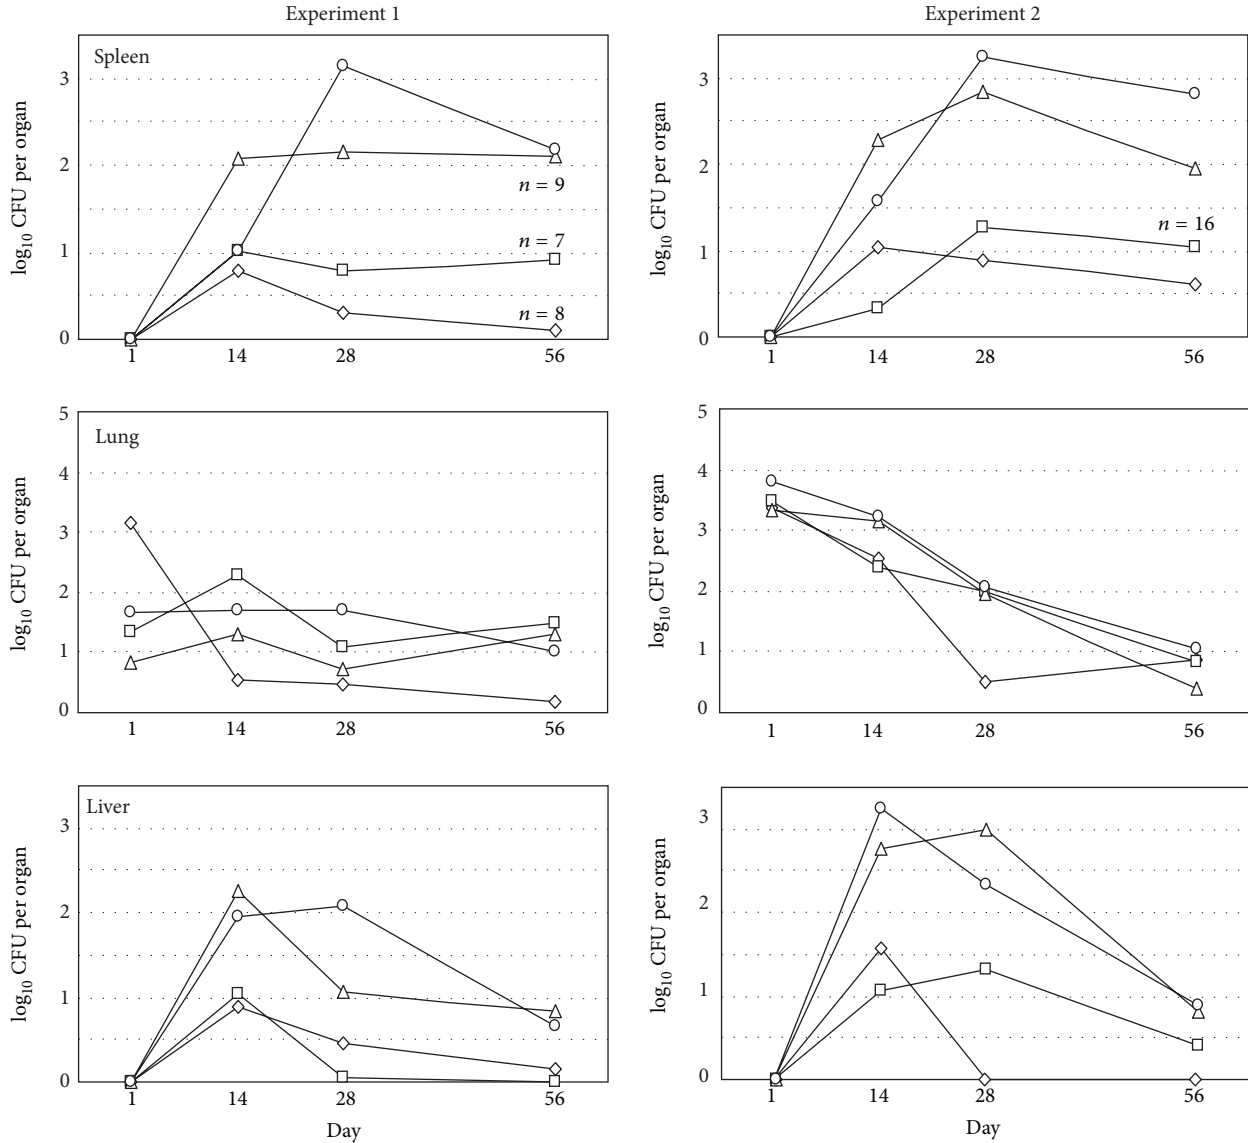 Experiment 1
Experiment 2
Spleen
log10 CFU per organ
3
2
1
0
n = 9
n = 7
n = 8
1 14 28 56
log10 CFU per organ
3
2
1
0
n = 16
1 14 28 56
Lung
log10 CFU per organ
5
4
3
2
1
0
1 14 28 56
log10 CFU per organ
5
4
3
2
1
0
1 14 28 56
Liver
log10 CFU per organ
3
2
1
0
1 14 28 56
Day
log10 CFU per organ
3
2
1
0
1 14 28 56
Day